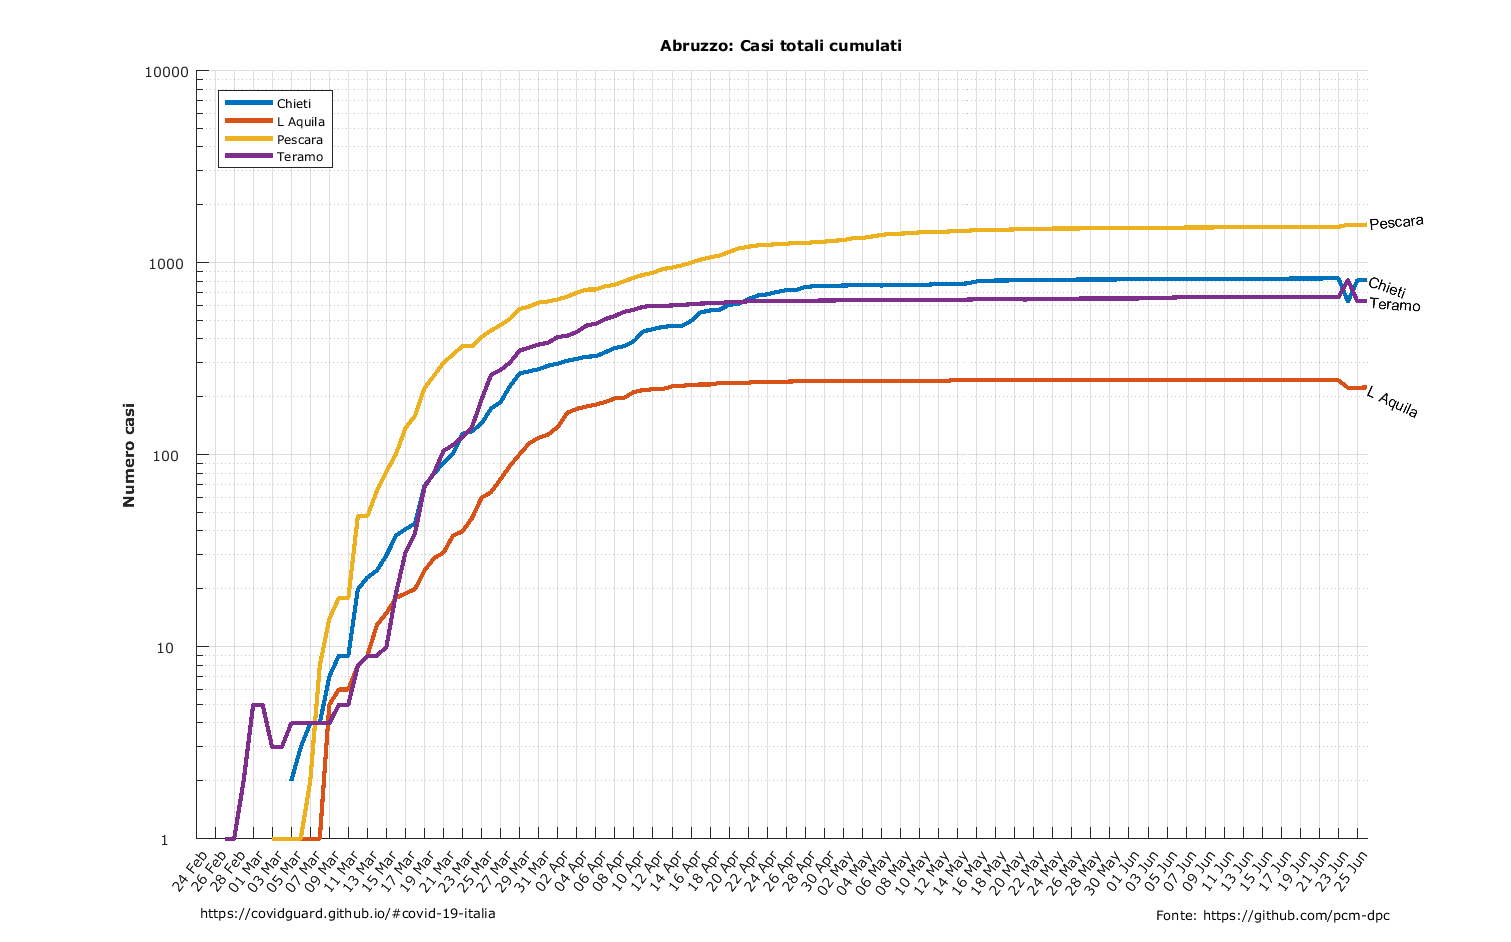 Abruzzo: Casi totali cumulati
10000
1000
100
10
1
Numero casi
Chieti
L Aquila
Pescara
Teramo
Pescara
Chieti
Teramo
L Aquila
24 Feb
26 Feb
28 Feb
01 Mar
03 Mar
05 Mar
07 Mar
09 Mar
11 Mar
13 Mar
15 Mar
17 Mar
19 Mar
21 Mar
23 Mar
25 Mar
27 Mar
29 Mar
31 Mar
02 Apr
04 Apr
06 Apr
08 Apr
10 Apr
12 Apr
14 Apr
16 Apr
18 Apr
20 Apr
22 Apr
24 Apr
26 Apr
28 Apr
30 Apr
02 May
04 May
06 May
08 May
10 May
12 May
14 May
16 May
18 May
20 May
22 May
24 May
26 May
28 May
30 May
01 Jun
03 Jun
05 Jun
07 Jun
09 Jun
11 Jun
13 Jun
15 Jun
17 Jun
19 Jun
21 Jun
23 Jun
25 Jun
https://covidguard.github.io/#covid-19-italia
Fonte: https://github.com/pcm-dpc